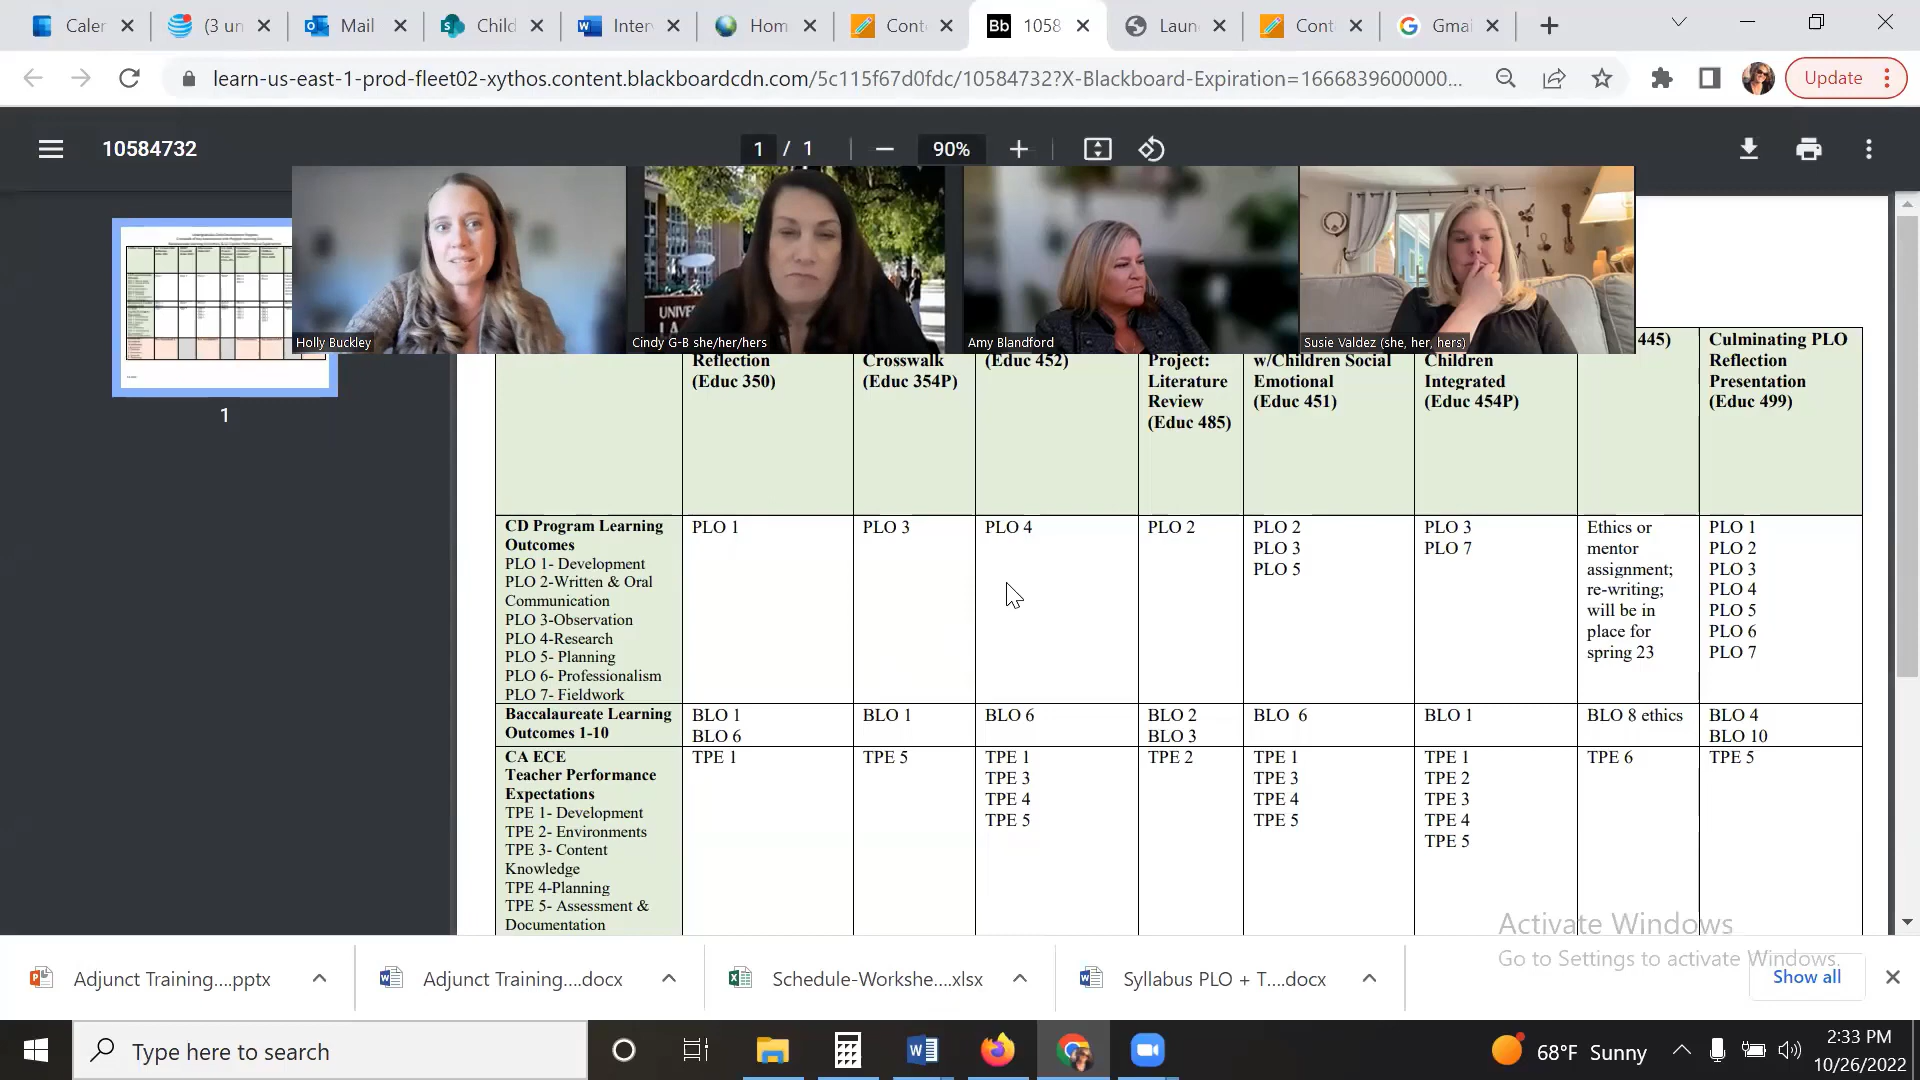 Caler
(3 un
Mail
Child
Interv
Hom
Conte
Bb
1058
Laun
Cont
Gmai
learn-us-east-1-prod-fleet02-xythos.content.blackboardcdn.com/5c115f67d0fdc/10584732?X-Blackboard-Expiration=1666839600000...
Update
10584732
1 / 1
90%
1
UNIV
LA
Holly Buckley
Cindy G-B she/her/hers
Amy Blandford
Susie Valdez (she, her, hers)
Reflection
(Educ 350)
Crosswalk
(Educ 354P)
(Educ 452)
Project:
Literature
Review
(Educ 485)
w/Children Social
Emotional
(Educ 451)
Children
Integrated
(Educ 454P)
445)
Culminating PLO
Reflection
Presentation
(Educ 499)
CD Program Learning
Outcomes
PLO 1- Development
PLO 2-Written & Oral
Communication
PLO 3-Observation
PLO 4-Research
PLO 5- Planning
PLO 6- Professionalism
PLO 7- Fieldwork
PLO 1
PLO 3
PLO 4
PLO 2
PLO 2
PLO 3
PLO 5
PLO 3
PLO 7
Ethics or
mentor
assignment;
re-writing;
will be in
place for
spring 23
PLO 1
PLO 2
PLO 3
PLO 4
PLO 5
PLO 6
PLO 7
Baccalaureate Learning
Outcomes 1-10
BLO 1
BLO 6
BLO 1
BLO 6
BLO 2
BLO 3
BLO 6
BLO 1
BLO 8 ethics
BLO 4
BLO 10
CA ECE
Teacher Performance
Expectations
TPE 1- Development
TPE 2- Environments
TPE 3- Content
Knowledge
TPE 4-Planning
TPE 5- Assessment &
Documentation
TPE 1
TPE 5
TPE 1
TPE 3
TPE 4
TPE 5
TPE 2
TPE 1
TPE 3
TPE 4
TPE 5
TPE 1
TPE 2
TPE 3
TPE 4
TPE 5
TPE 6
TPE 5
Activate Windows
Go to Settings to activate Windows.
Adjunct Training....pptx
Adjunct Training....docx
Schedule-Workshe....xlsx
Syllabus PLO + T....docx
Show all
Type here to search
68°F Sunny
2:33 PM
10/26/2022